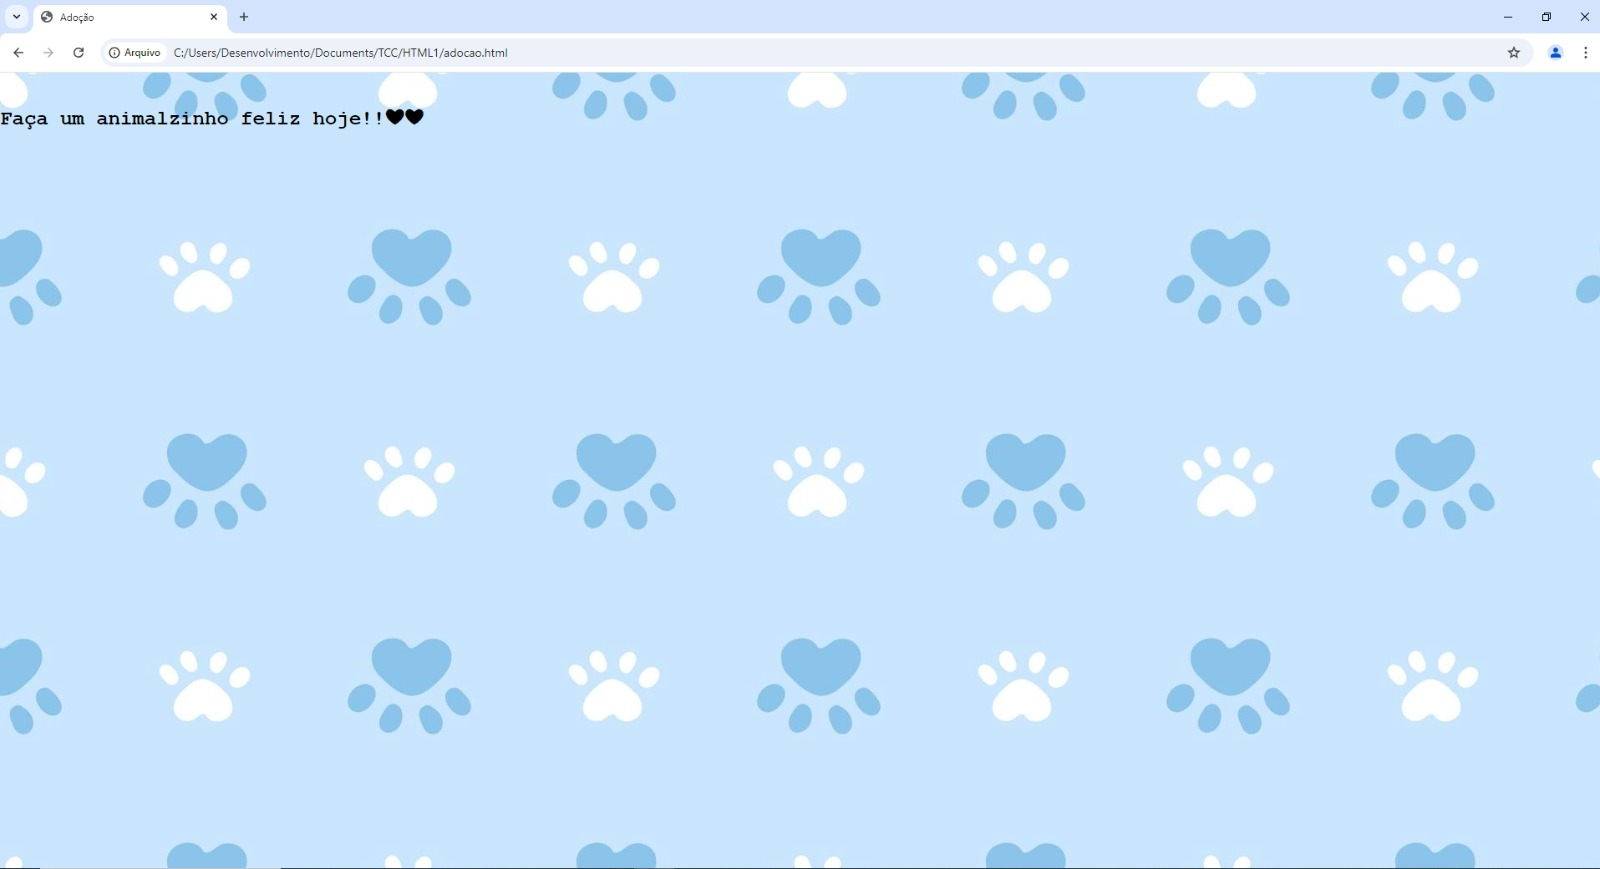 Adoção
Arquivo C:/Users/Desenvolvimento/Documents/TCC/HTML1/adocao.html
Faça um animalzinho feliz hoje!!♥♥